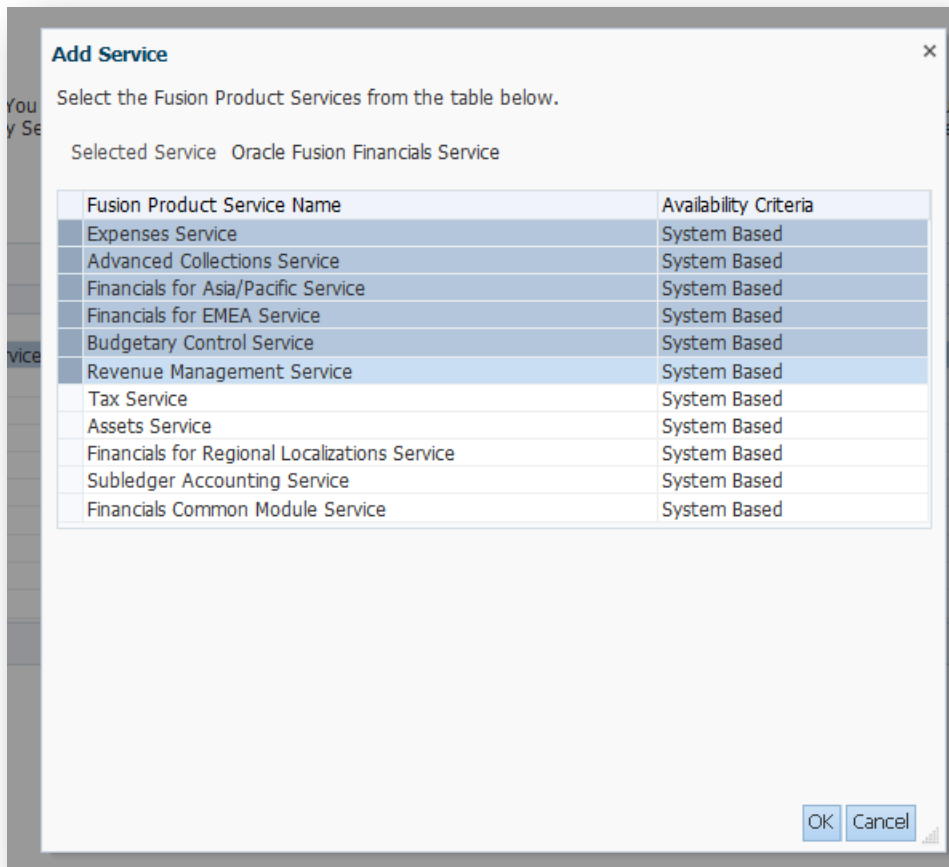 Add Service
Select the Fusion Product Services from the table below.
You
y Se
Selected Service Oracle Fusion Financials Service
Fusion Product Service Name Availability Criteria
Expenses Service System Based
Advanced Collections Service System Based
Financials for Asia/Pacific Service System Based
Financials for EMEA Service System Based
Budgetary Control Service System Based
rvice
Revenue Management Service System Based
Tax Service System Based
Assets Service System Based
Financials for Regional Localizations Service System Based
Subledger Accounting Service System Based
Financials Common Module Service System Based
OK Cancel